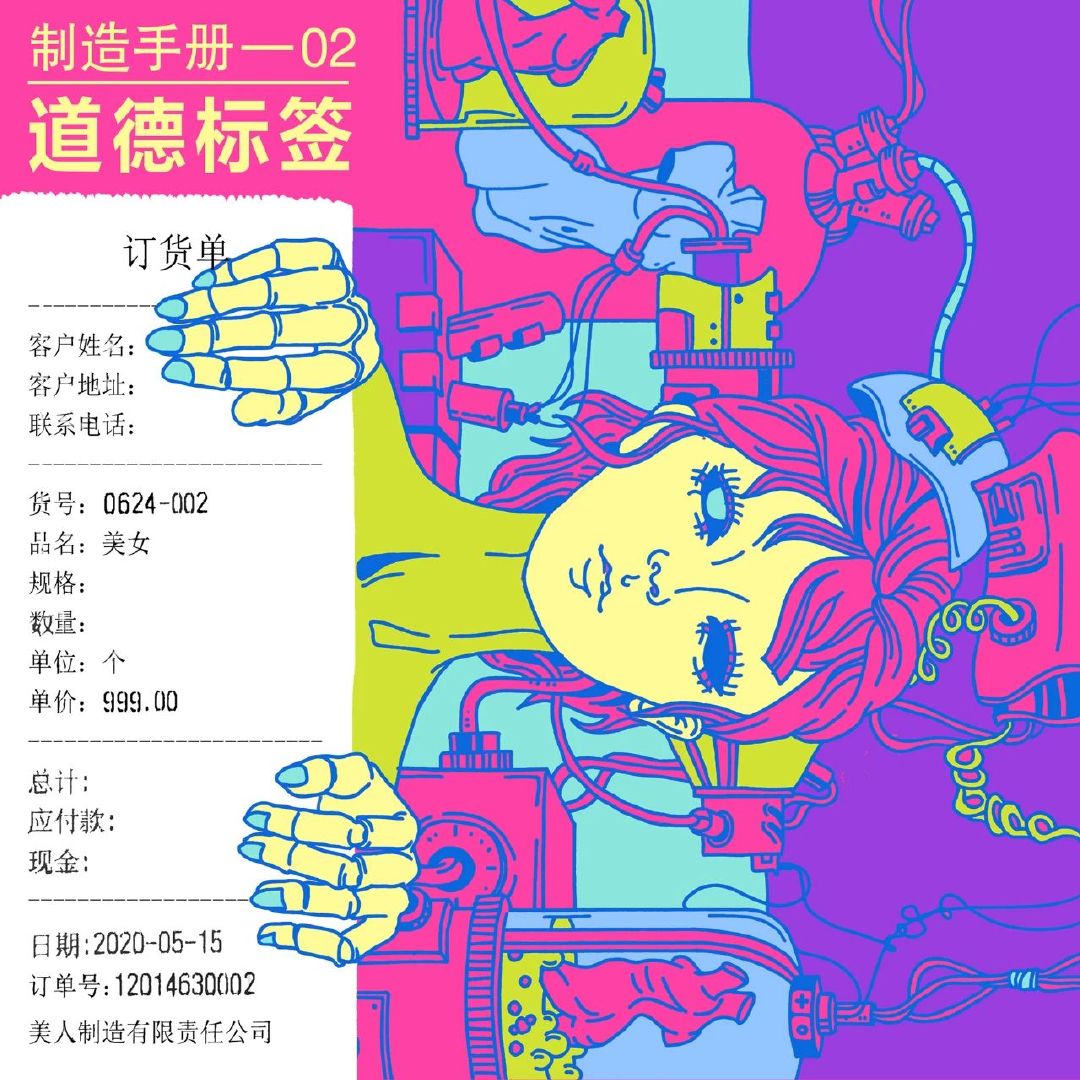 制造手册—02
道德标签
订货单
客户姓名:
客户地址:
联系电话:
货号: 0624-002
品名: 美女
规格:
数量:
单位: 个
单价: 999.00
总计:
应付款:
现金:
日期:2020-05-15
订单号:12014630002
美人制造有限责任公司